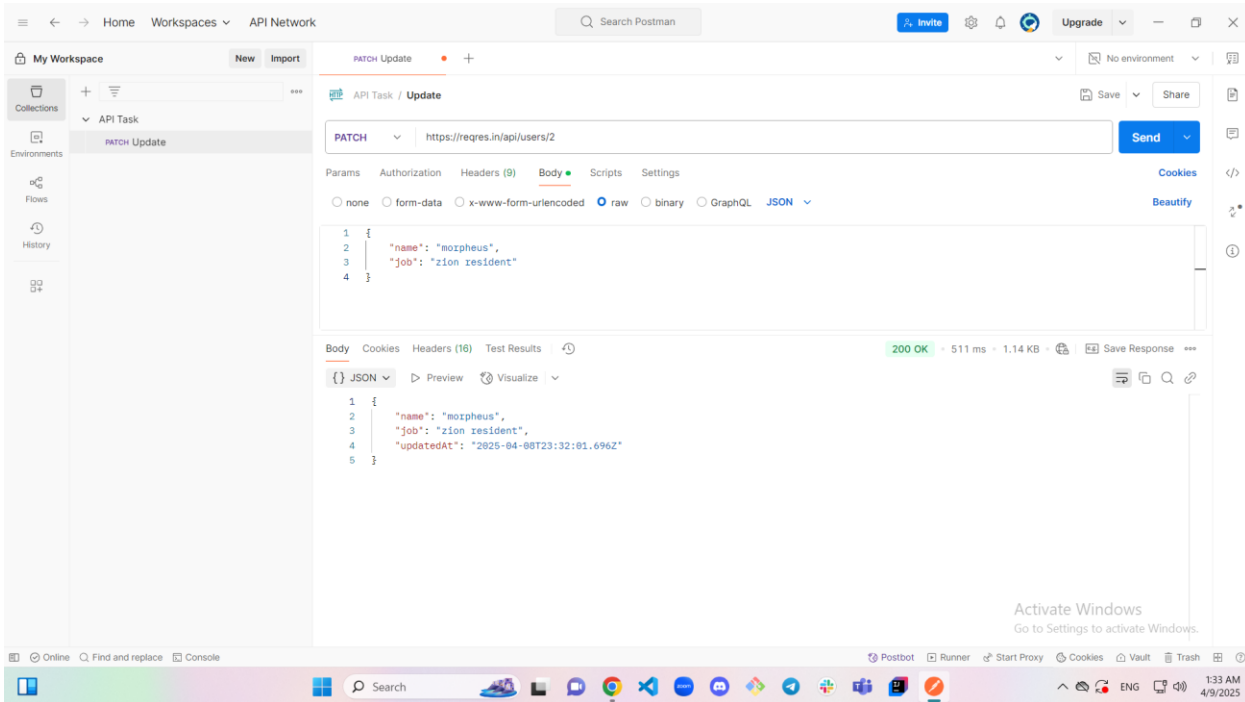 Home Workspaces API Network Search Postman Invite Upgrade
My Workspace New Import PATCH Update No environment
Collections
Environments
Flows
History
API Task
PATCH Update
HTTP API Task / Update Save Share
PATCH https://reqres.in/api/users/2 Send
Params Authorization Headers (9) Body Scripts Settings Cookies
none form-data x-www-form-urlencoded raw binary GraphQL JSON Beautify
1 {
2 "name": "morpheus",
3 "job": "zion resident"
4 }
Body Cookies Headers (16) Test Results 200 OK 511 ms 1.14 KB Save Response
{} JSON Preview Visualize
1 {
2 "name": "morpheus",
3 "job": "zion resident",
4 "updatedAt": "2025-04-08T23:32:01.696Z"
5 }
Activate Windows
Go to Settings to activate Windows.
Online Find and replace Console Postbot Runner Start Proxy Cookies Vault Trash
Search zoom ENG 1:33 AM
4/9/2025